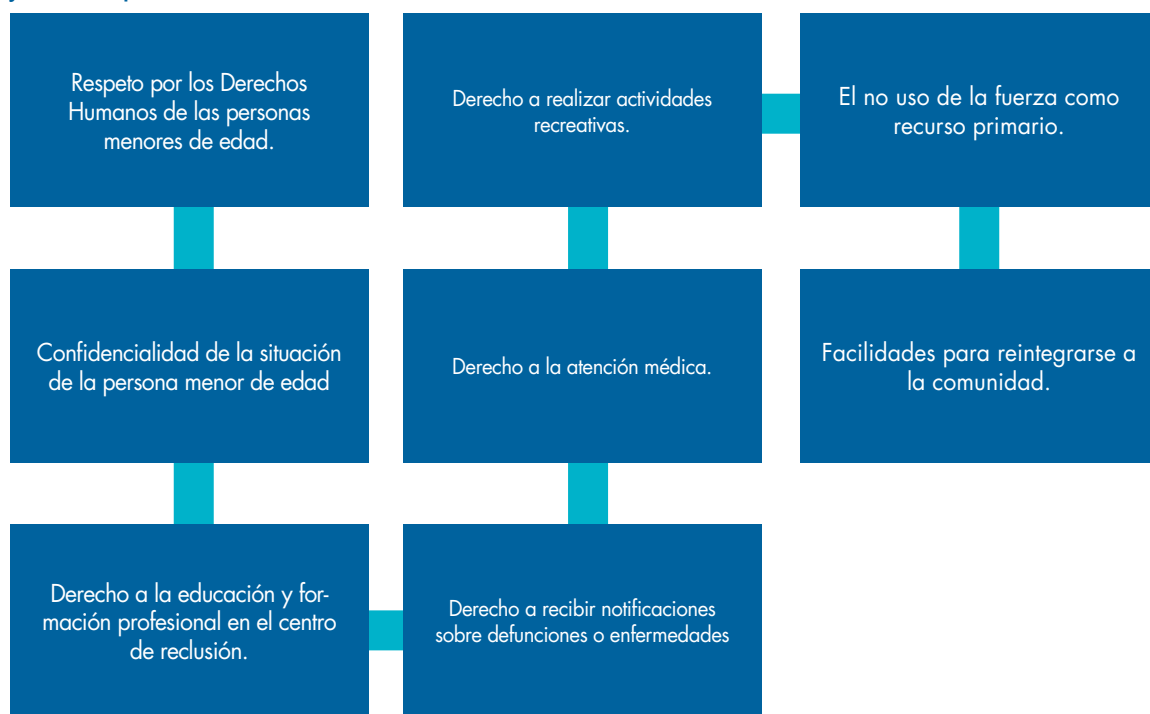 Respeto por los Derechos
Humanos de las personas
menores de edad.
Confidencialidad de la situación
de la persona menor de edad
Derecho a la educación y for-
mación profesional en el centro
de reclusión.
Derecho a recibir notificaciones
sobre defunciones o enfermedades
Derecho a la atención médica.
Derecho a realizar actividades
recreativas.
El no uso de la fuerza como
recurso primario.
Facilidades para reintegrarse a
la comunidad.